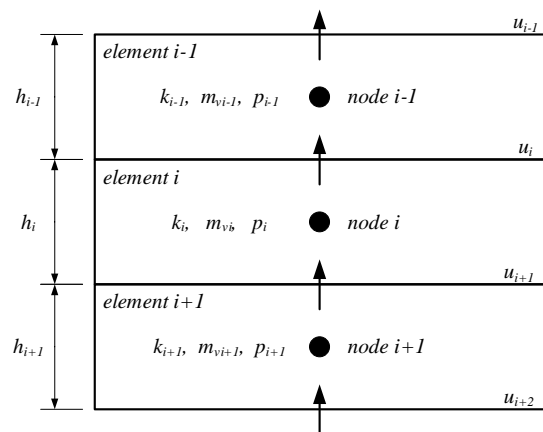 u_{i-1}
element i-1
h_{i-1} k_{i-1}, m_{vi-1}, p_{i-1} node i-1
u_i
element i
h_i k_i, m_{vi}, p_i node i
u_{i+1}
element i+1
h_{i+1} k_{i+1}, m_{vi+1}, p_{i+1} node i+1
u_{i+2}